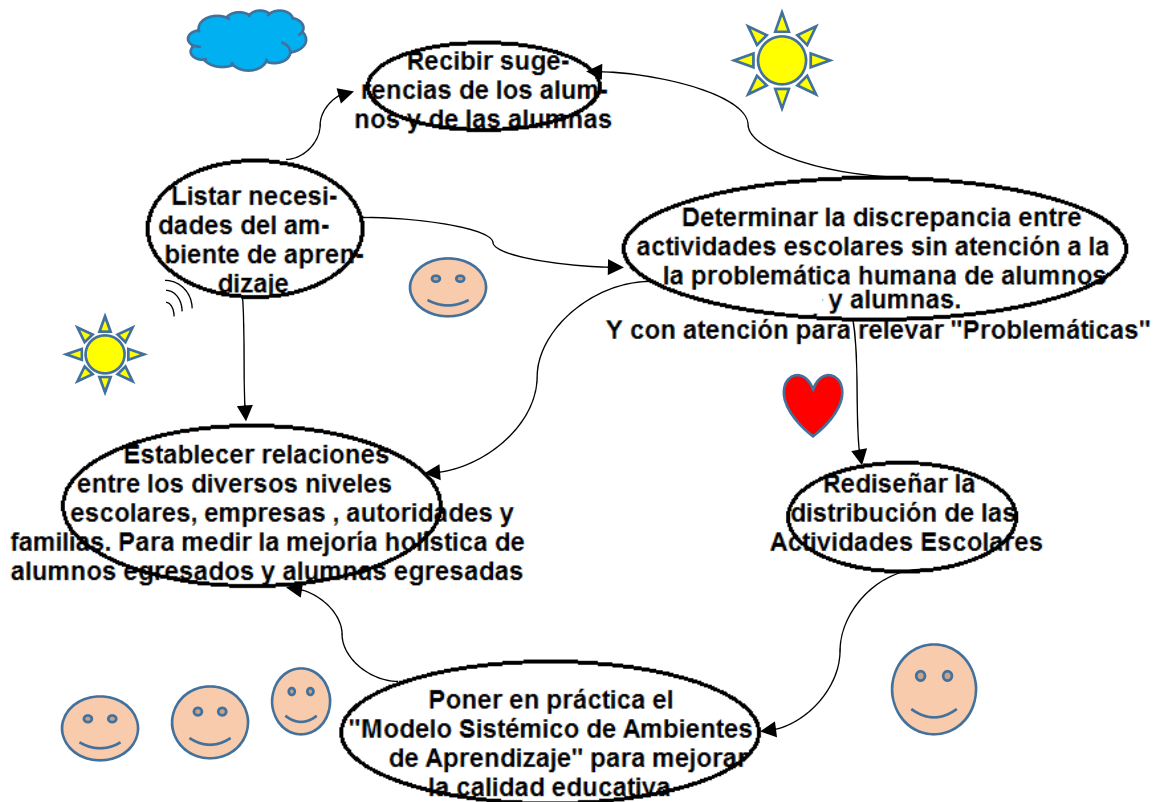 Recibir suge-
rencias de los alum-
nos y de las alumnas
Listar necesi-
dades del am-
biente de apren-
dizaje
Determinar la discrepancia entre
actividades escolares sin atención a la
la problemática humana de alumnos
y alumnas.
Y con atención para relevar "Problemáticas"
Establecer relaciones
entre los diversos niveles
escolares, empresas , autoridades y
familias. Para medir la mejoría holística de
alumnos egresados y alumnas egresadas
Rediseñar la
distribución de las
Actividades Escolares
Poner en práctica el
"Modelo Sistémico de Ambientes
de Aprendizaje" para mejorar
la calidad educativa